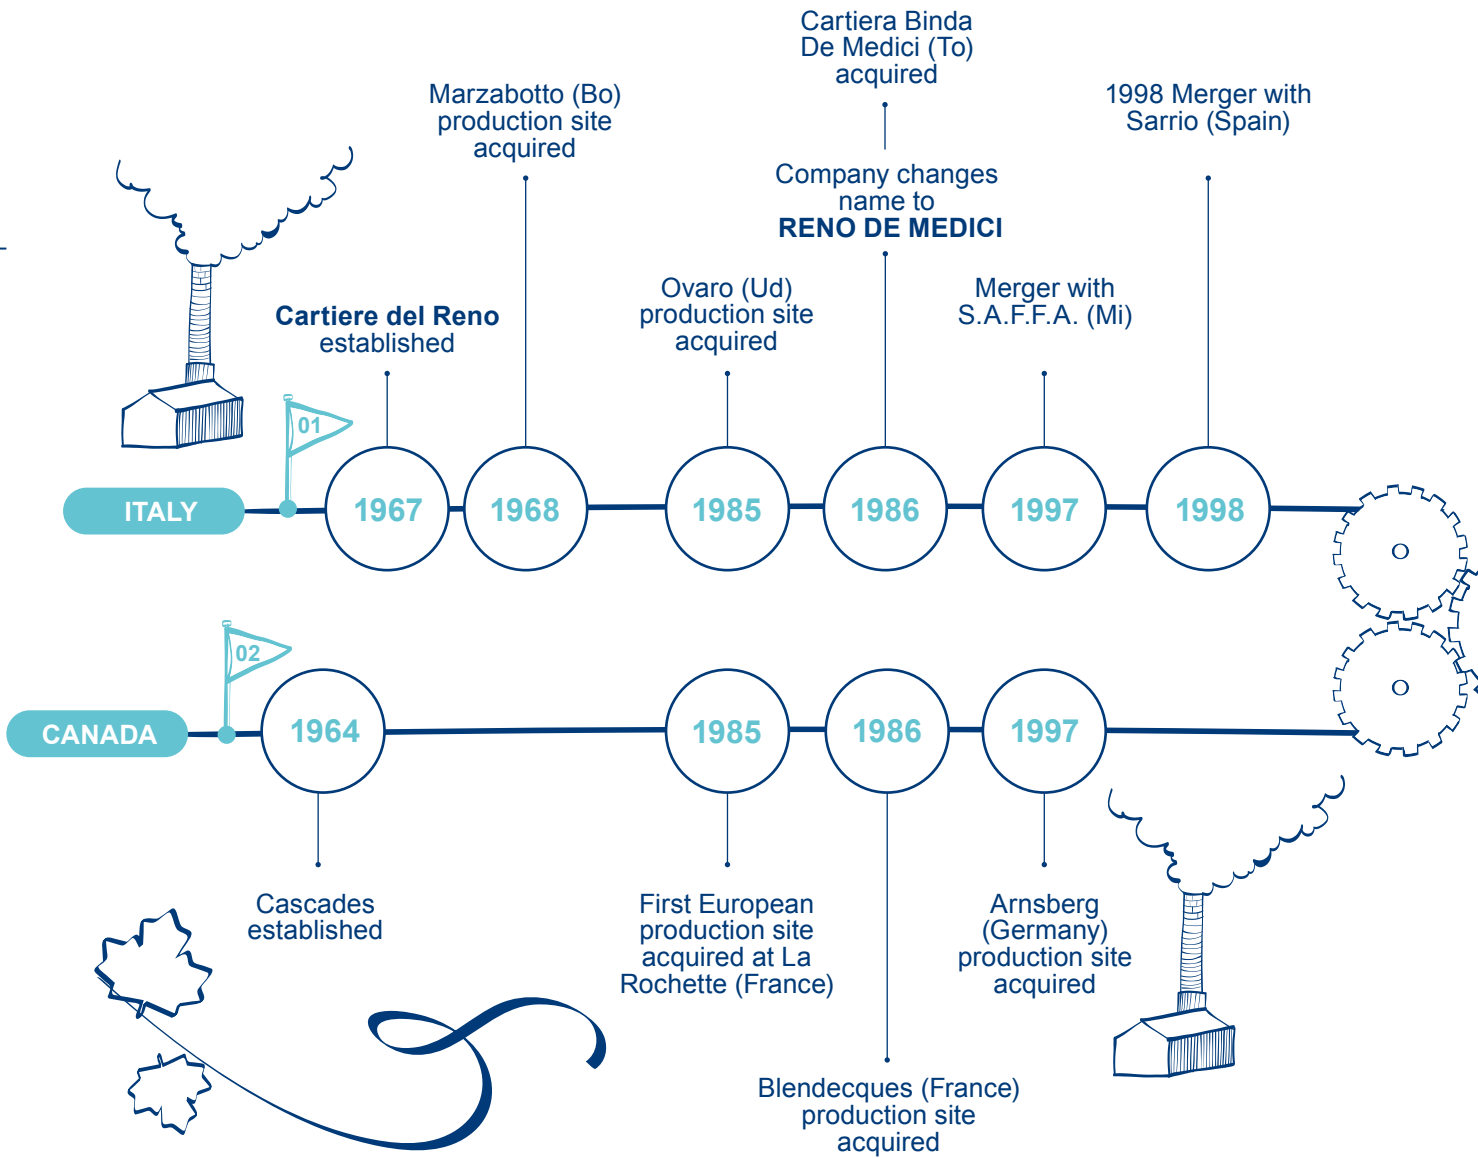 Cartiera Binda
De Medici (To)
acquired
Marzabotto (Bo)
production site
acquired
1998 Merger with
Sarrio (Spain)
Company changes
name to
RENO DE MEDICI
Cartiere del Reno
established
Ovaro (Ud)
production site
acquired
Merger with
S.A.F.F.A. (Mi)
01
ITALY
1967
1968
1985
1986
1997
1998
02
CANADA
1964
1985
1986
1997
Cascades
established
First European
production site
acquired at La
Rochette (France)
Arnsberg
(Germany)
production site
acquired
Blendecques (France)
production site
acquired